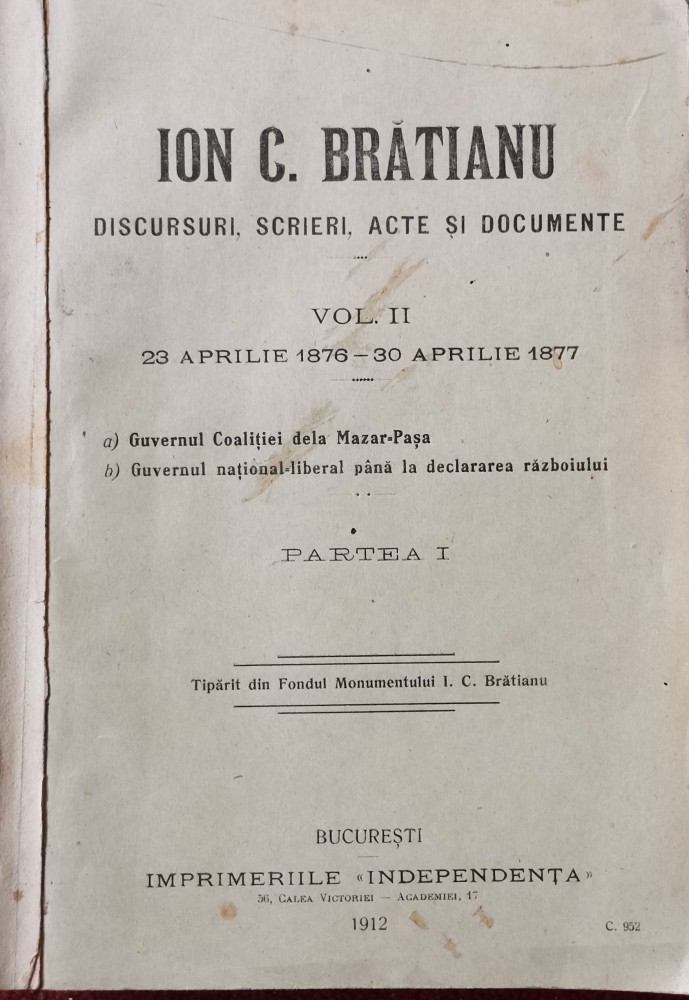 ION C. BRĂTIANU
DISCURSURI, SCRIERI, ACTE ȘI DOCUMENTE
VOL. II
23 APRILIE 1876 – 30 APRILIE 1877
a) Guvernul Coaliției dela Mazar-Pașa
b) Guvernul național-liberal până la declararea războiului
PARTEA I
Tipărit din Fondul Monumentului I. C. Brătianu
BUCUREȘTI
IMPRIMERIILE «INDEPENDENȚA»
56, CALEA VICTORIEI — ACADEMIEI, 17
1912
C. 952